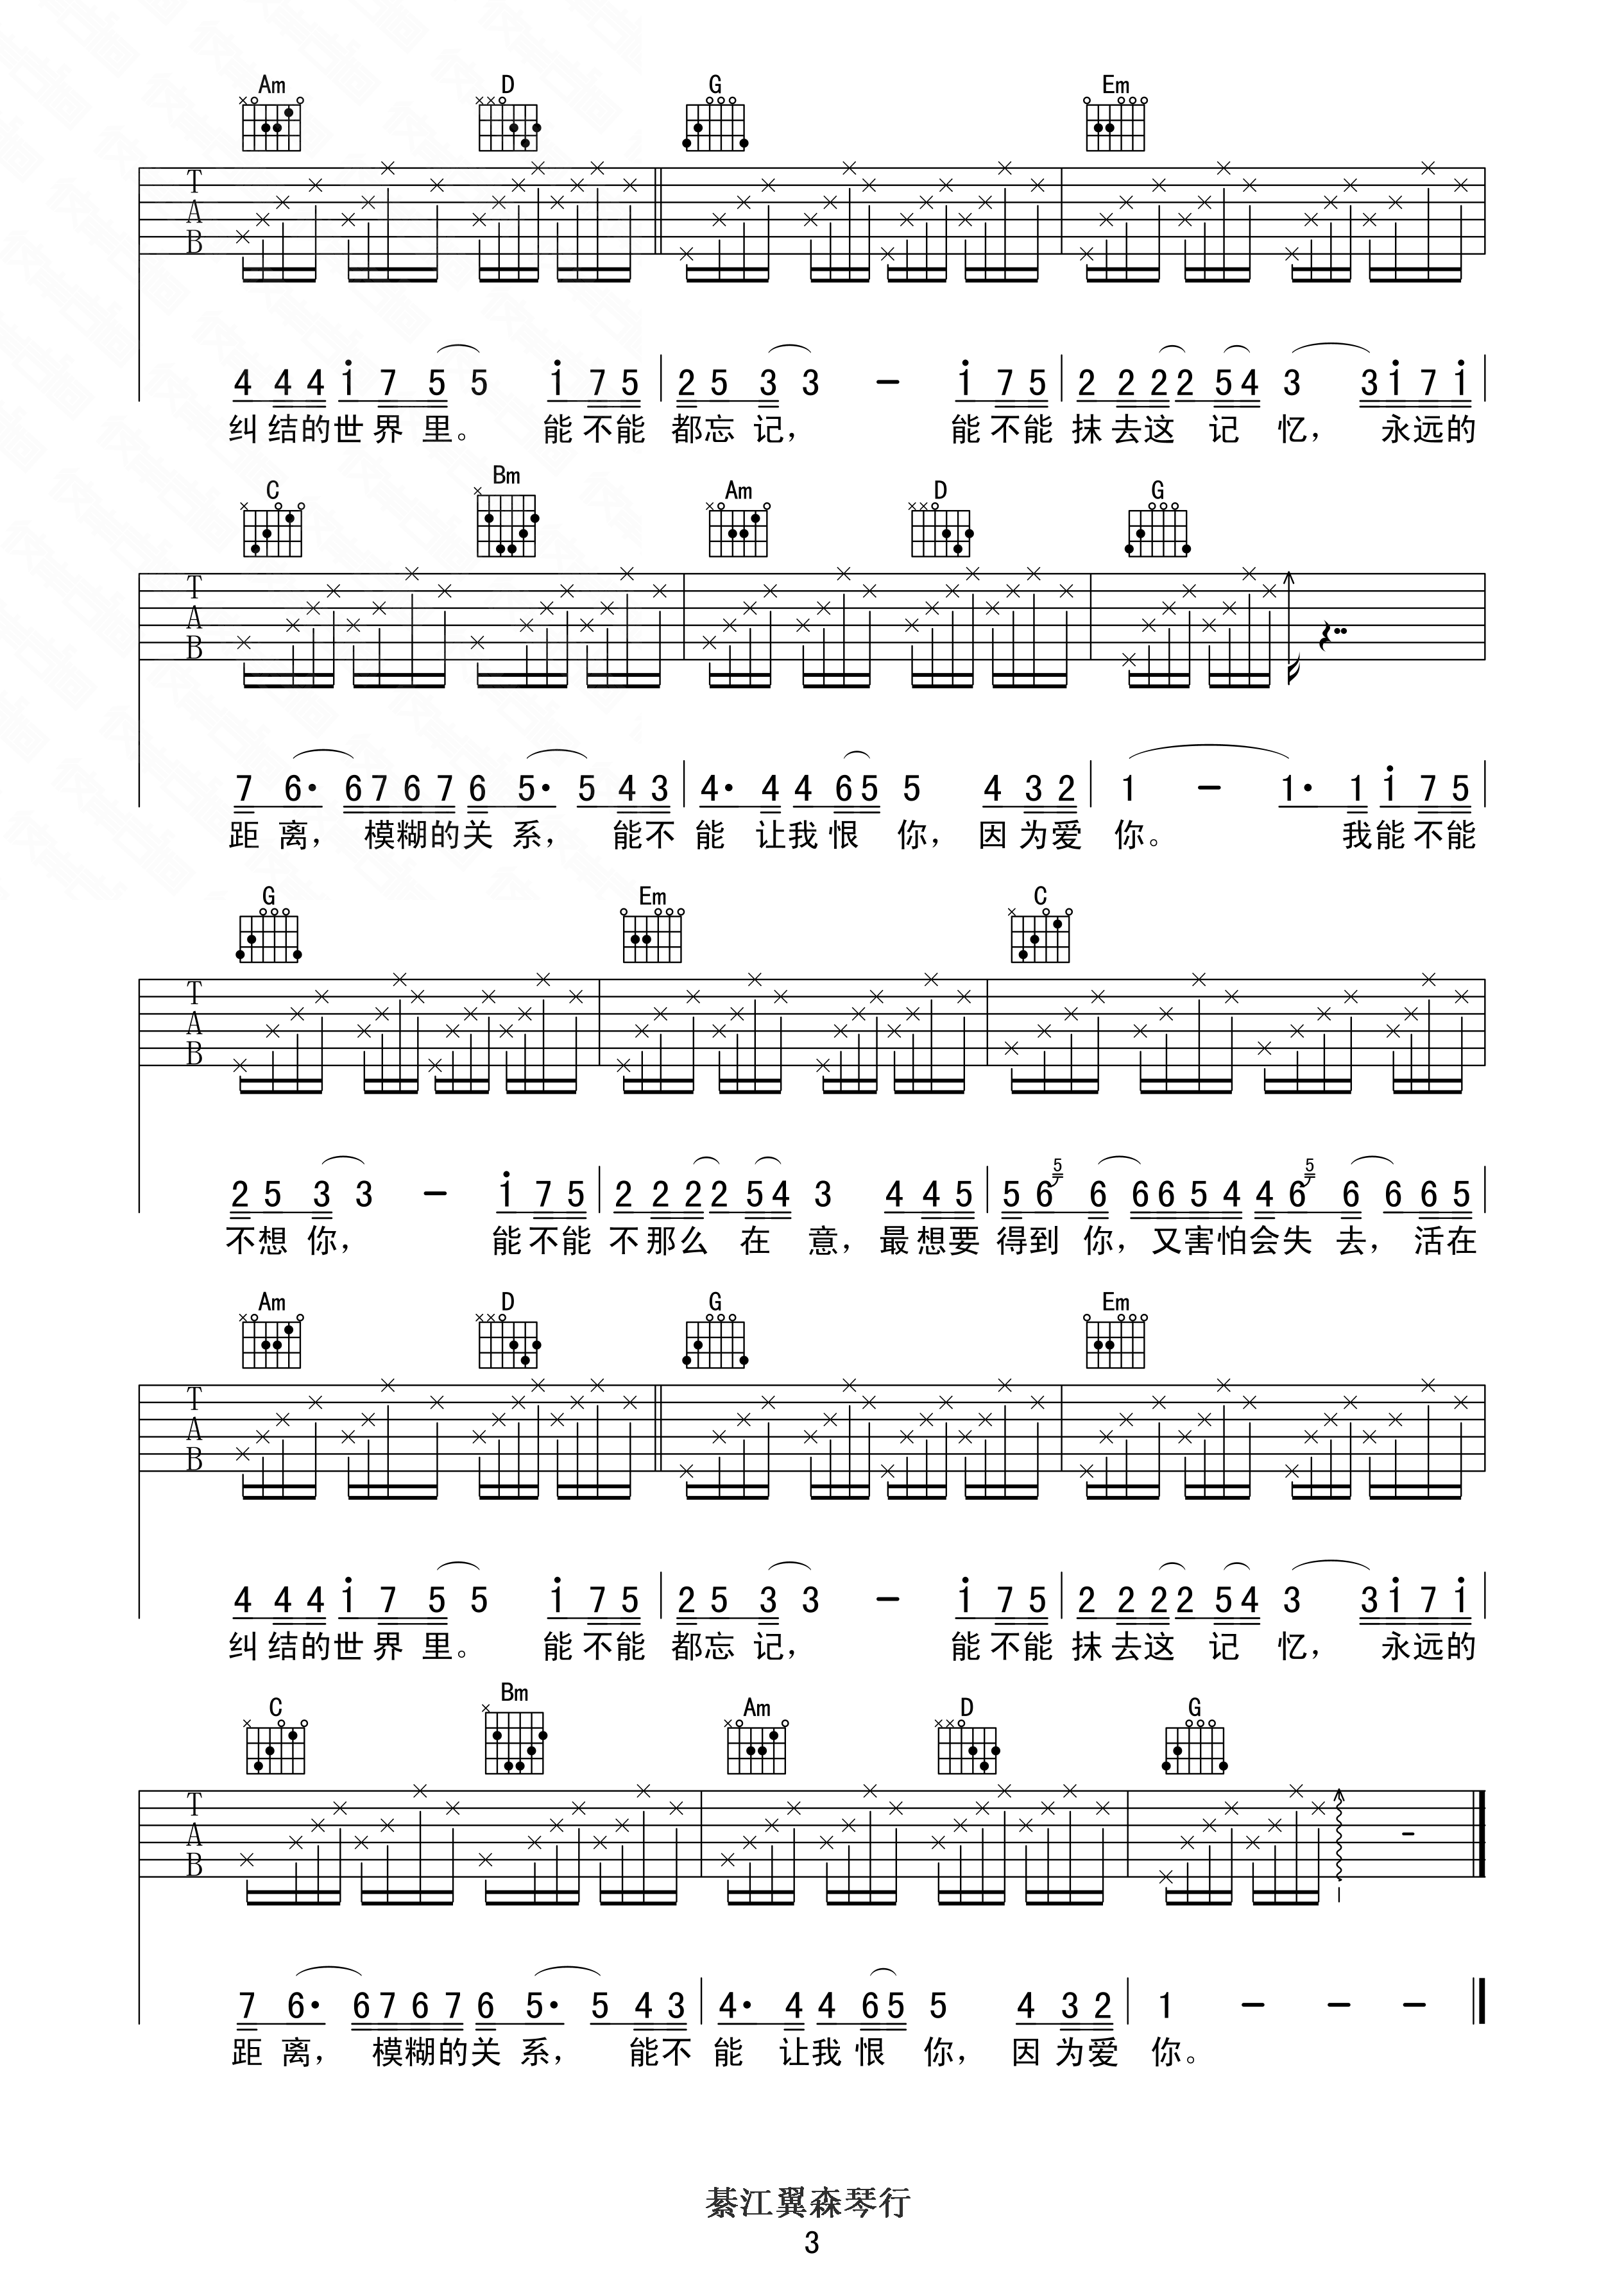 Am D G Em
T
A
B
4 4 4 1 7 5 5 1 7 5 2 5 3 3 – 1 7 5 2 2 2 2 5 4 3 3 1 7 1
纠结的世界里。 能不能 都忘记， 能不能 抹去这 记 忆， 永远的
C Bm Am D G
T
A
B
7 6· 6 7 6 7 6 5· 5 4 3 4· 4 4 6 5 5 4 3 2 1 – 1· 1 1 7 5
距离， 模糊的关系， 能不能 让我恨 你， 因为爱 你。 我能不能
G Em C
T
A
B
2 5 3 3 – 1 7 5 2 2 2 2 5 4 3 4 4 5 5 6 5 6 6 6 5 4 4 6 5 6 6 6 5
不想你， 能不能 不那么 在 意， 最想要 得到 你， 又害怕会失 去， 活在
Am D G Em
T
A
B
4 4 4 1 7 5 5 1 7 5 2 5 3 3 – 1 7 5 2 2 2 2 5 4 3 3 1 7 1
纠结的世界里。 能不能 都忘记， 能不能 抹去这 记 忆， 永远的
C Bm Am D G
T
A
B
7 6· 6 7 6 7 6 5· 5 4 3 4· 4 4 6 5 5 4 3 2 1 – – –
距离， 模糊的关系， 能不能 让我恨 你， 因为爱 你。
綦江翼森琴行
3